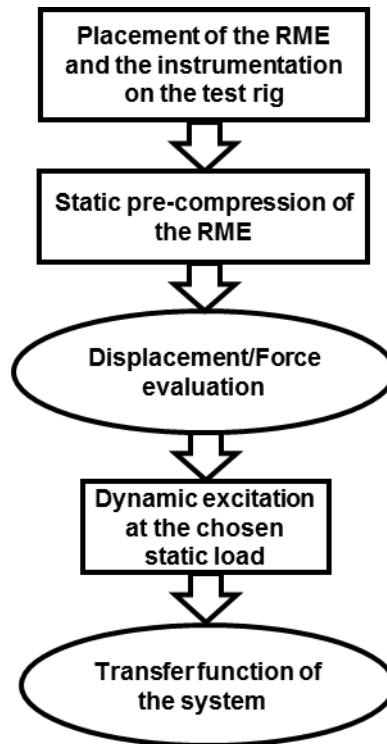 Placement of the RME
and the instrumentation
on the test rig
Static pre-compression of
the RME
Displacement/Force
evaluation
Dynamic excitation
at the chosen
static load
Transfer function of
the system